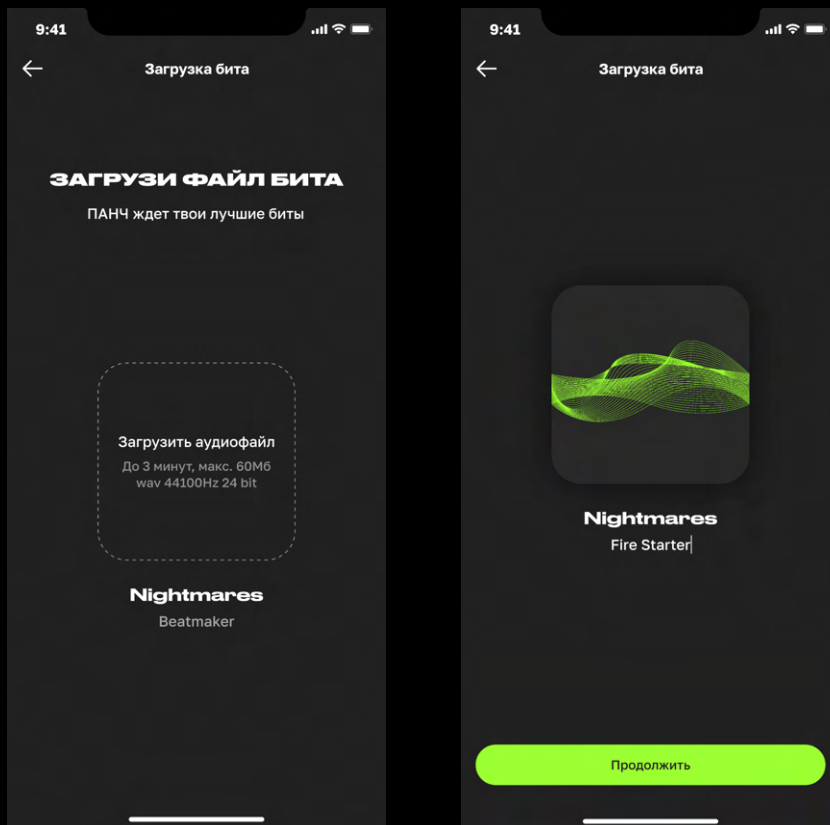 9:41
Загрузка бита
ЗАГРУЗИ ФАЙЛ БИТА
ПАНЧ ждет твои лучшие биты
Загрузить аудиофайл
До 3 минут, макс. 60Мб
wav 44100Hz 24 bit
Nightmares
Beatmaker
9:41
Загрузка бита
Nightmares
Fire Starter
Продолжить